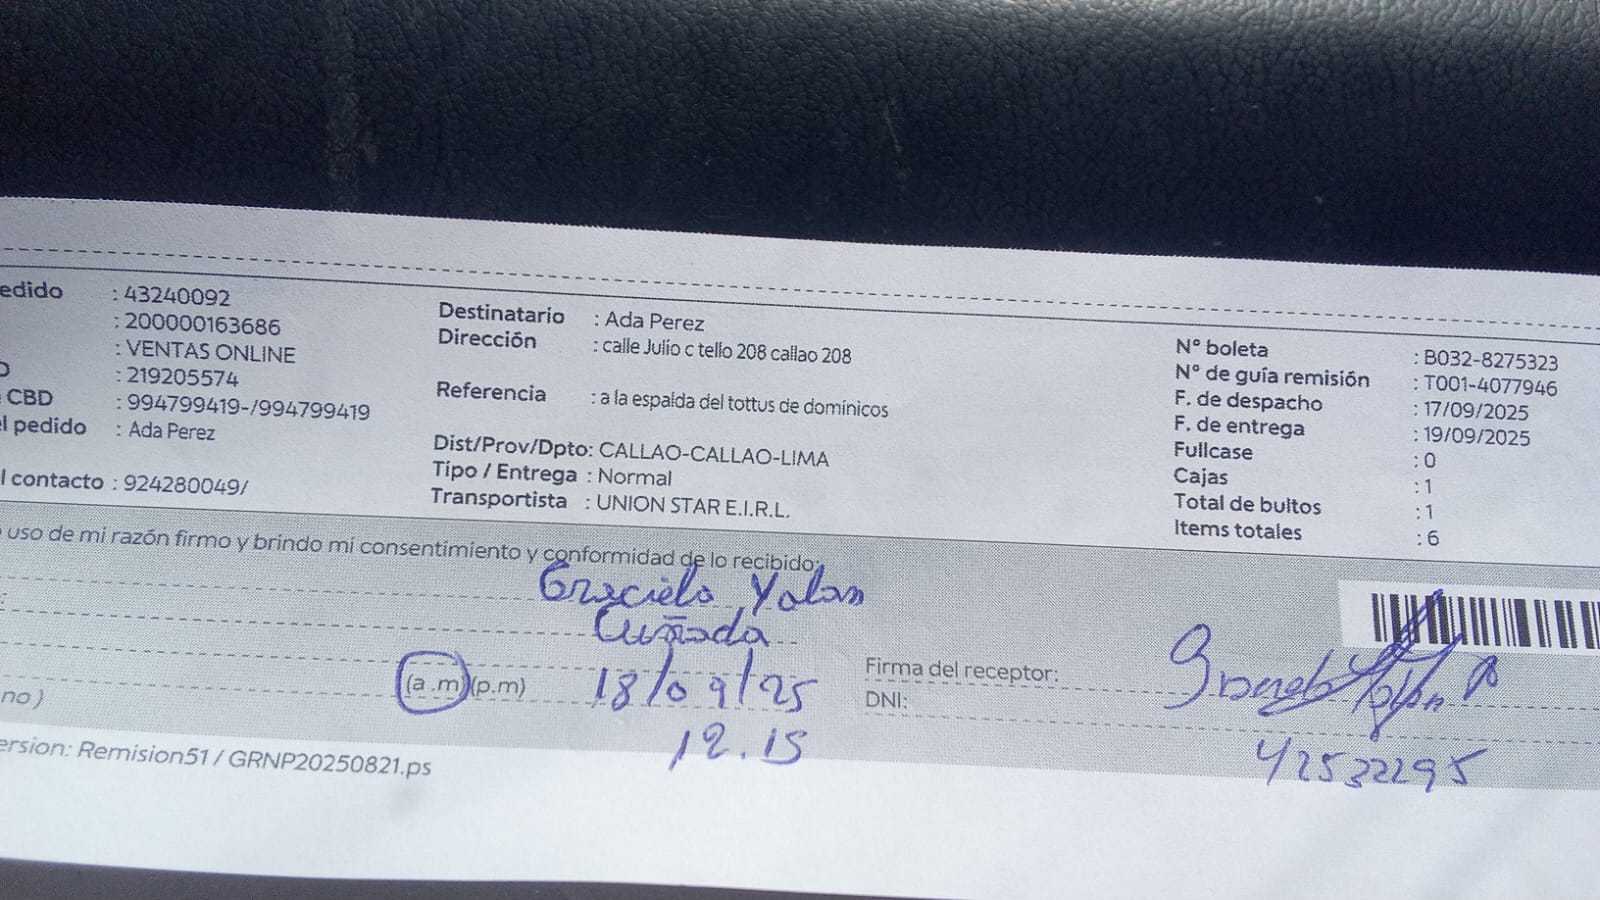 edido : 43240092
: 200000163686
: VENTAS ONLINE
: 219205574
CBD : 994799419-/994799419
l pedido : Ada Perez
l contacto : 924280049/
Destinatario : Ada Perez
Dirección : calle Julio c tello 208 callao 208
Referencia : a la espalda del tottus de domínicos
Dist/Prov/Dpto: CALLAO-CALLAO-LIMA
Tipo / Entrega : Normal
Transportista : UNION STAR E.I.R.L.
N° boleta : B032-8275323
N° de guía remisión : T001-4077946
F. de despacho : 17/09/2025
F. de entrega : 19/09/2025
Fullcase : 0
Cajas : 1
Total de bultos : 1
Items totales : 6
uso de mi razón firmo y brindo mi consentimiento y conformidad de lo recibido:
Graciela Yalan
Cuñada
(a.m)(p.m) 18/09/25
12.15
no)
Firma del receptor:
DNI: 42532295
ersion: Remision51 / GRNP20250821.ps